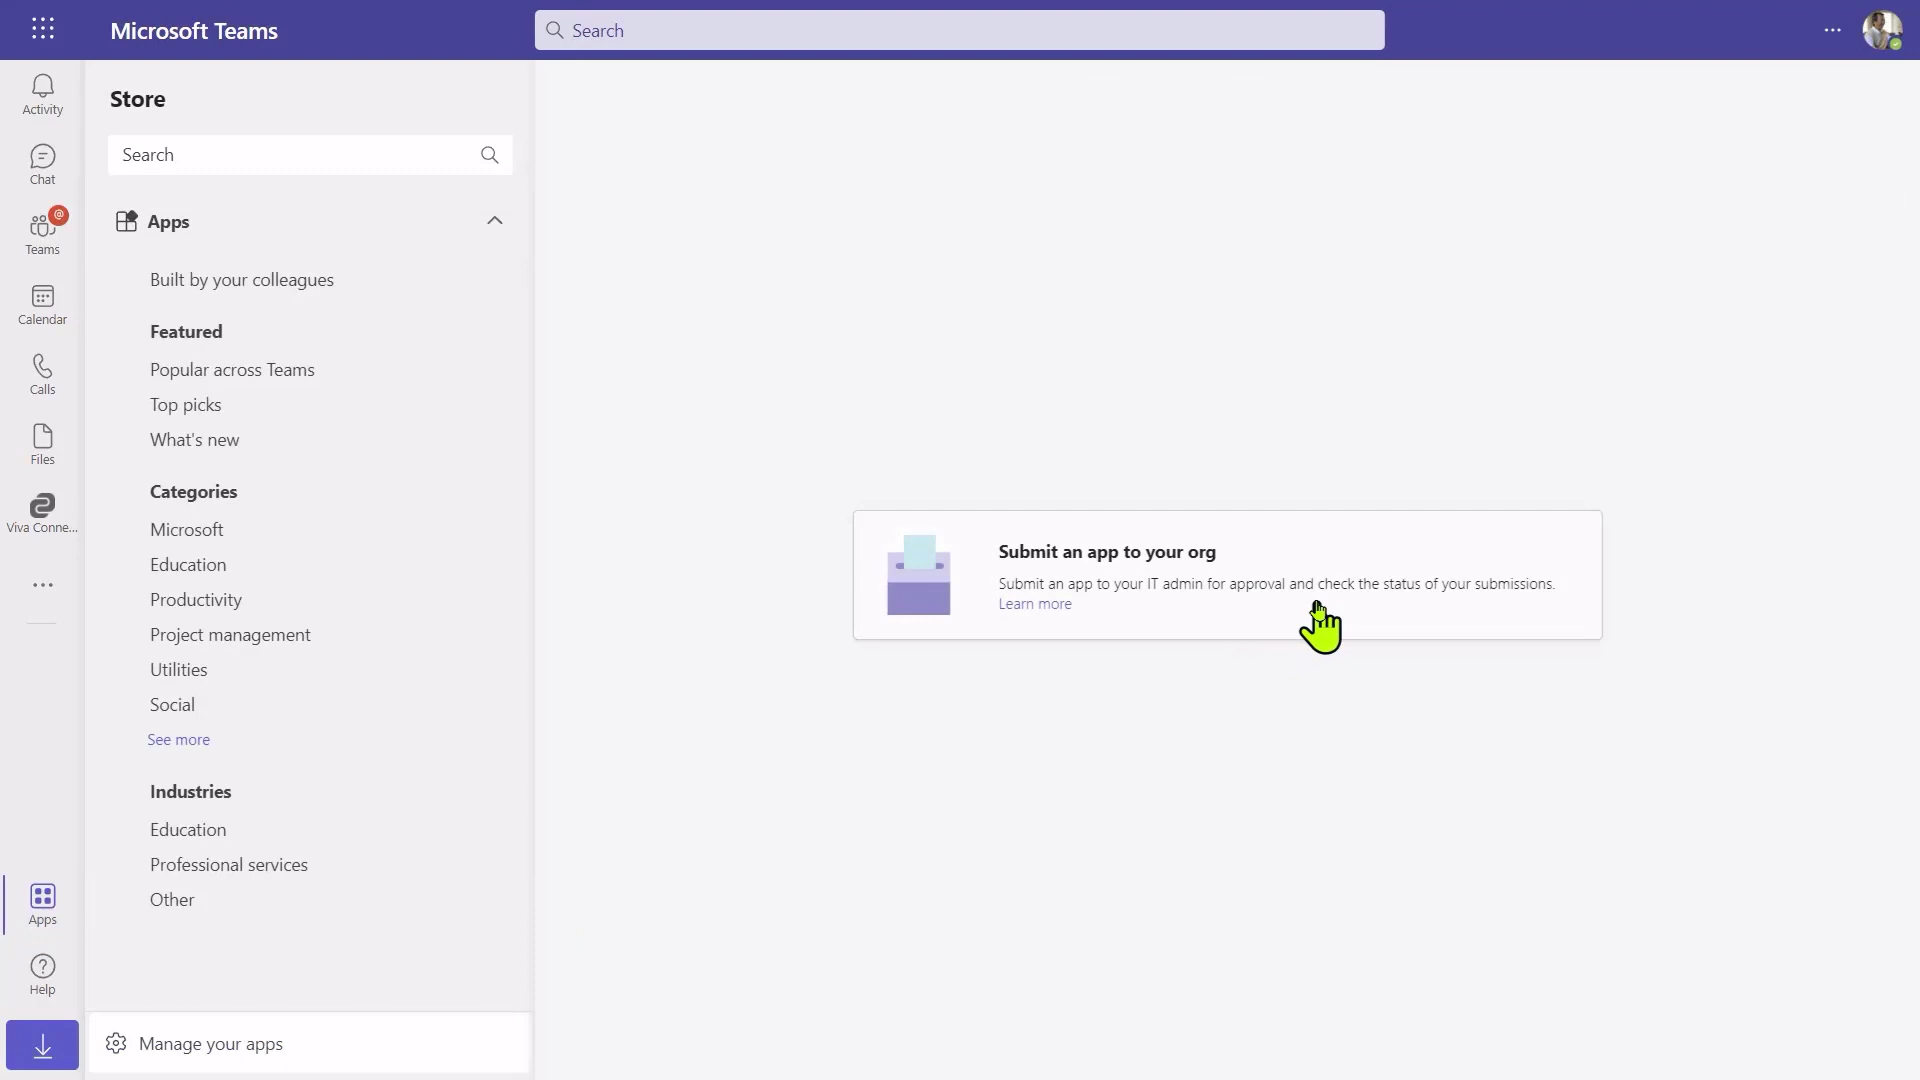 Microsoft Teams
Search
Activity
Chat
@
Teams
Calendar
Calls
Files
Viva Conne...
Apps
Help
Store
Search
Apps
Built by your colleagues
Featured
Popular across Teams
Top picks
What's new
Categories
Microsoft
Education
Productivity
Project management
Utilities
Social
See more
Industries
Education
Professional services
Other
Manage your apps
Submit an app to your org
Submit an app to your IT admin for approval and check the status of your submissions.
Learn more